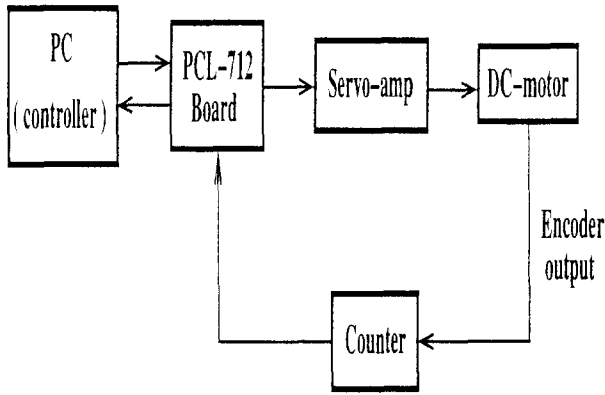 PC
( controller )
PCL-712
Board
Servo-amp
DC-motor
Encoder
output
Counter